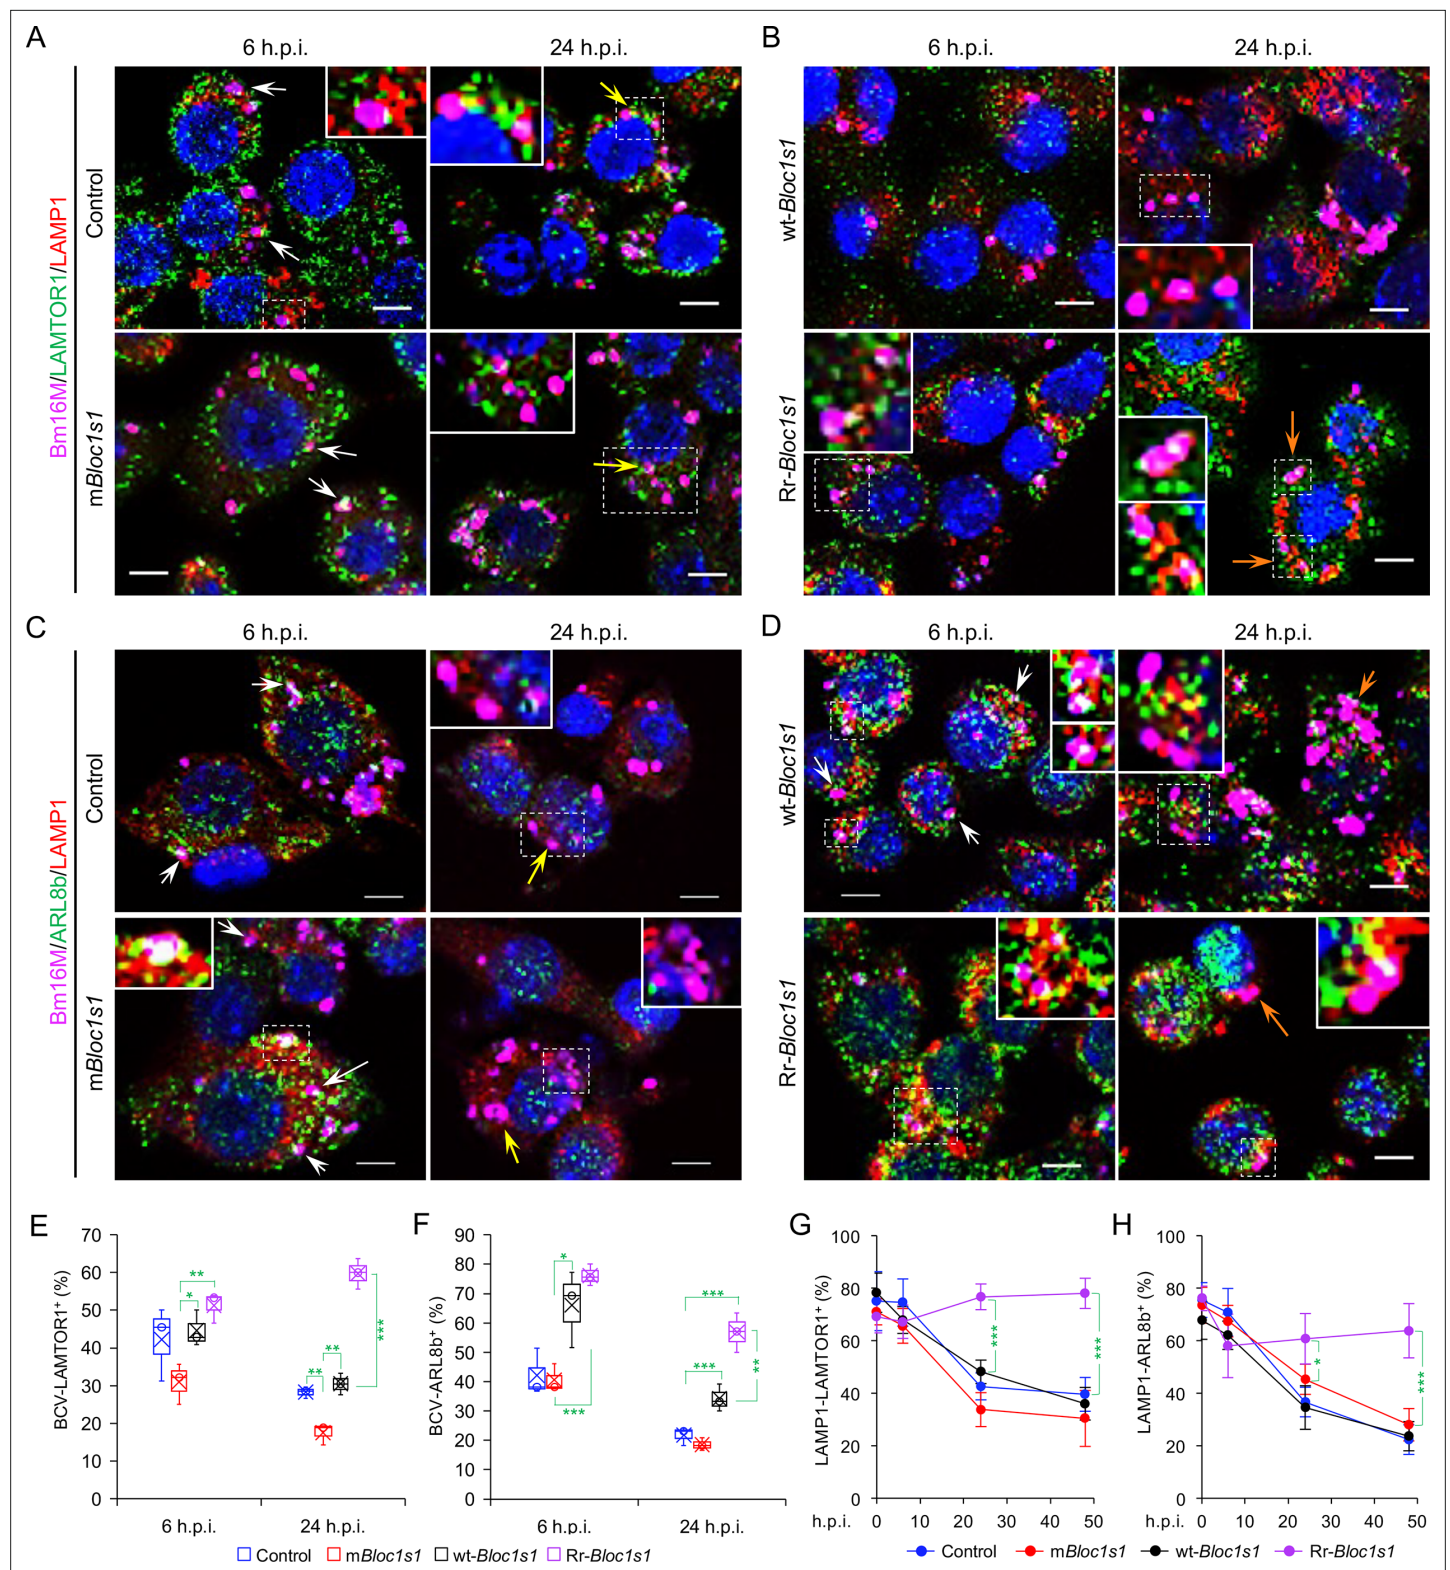 A
6 h.p.i.
24 h.p.i.
Bm16M/LAMTOR1/LAMP1
Control
mBloc1s1
B
6 h.p.i.
24 h.p.i.
wt-Bloc1s1
Rr-Bloc1s1
C
6 h.p.i.
24 h.p.i.
Bm16M/ARL8b/LAMP1
Control
mBloc1s1
D
6 h.p.i.
24 h.p.i.
wt-Bloc1s1
Rr-Bloc1s1
E
BCV-LAMTOR1⁺ (%)
70
60
50
40
30
20
10
0
**
*
**
**
***
6 h.p.i.
24 h.p.i.
F
BCV-ARL8b⁺ (%)
90
80
70
60
50
40
30
20
10
0
*
***
***
***
**
6 h.p.i.
24 h.p.i.
Control mBloc1s1 wt-Bloc1s1 Rr-Bloc1s1
G
LAMP1-LAMTOR1⁺ (%)
100
80
60
40
20
0
***
***
h.p.i. 0 10 20 30 40 50
H
LAMP1-ARL8b⁺ (%)
100
80
60
40
20
0
*
***
0 10 20 30 40 50
Control mBloc1s1 wt-Bloc1s1 Rr-Bloc1s1